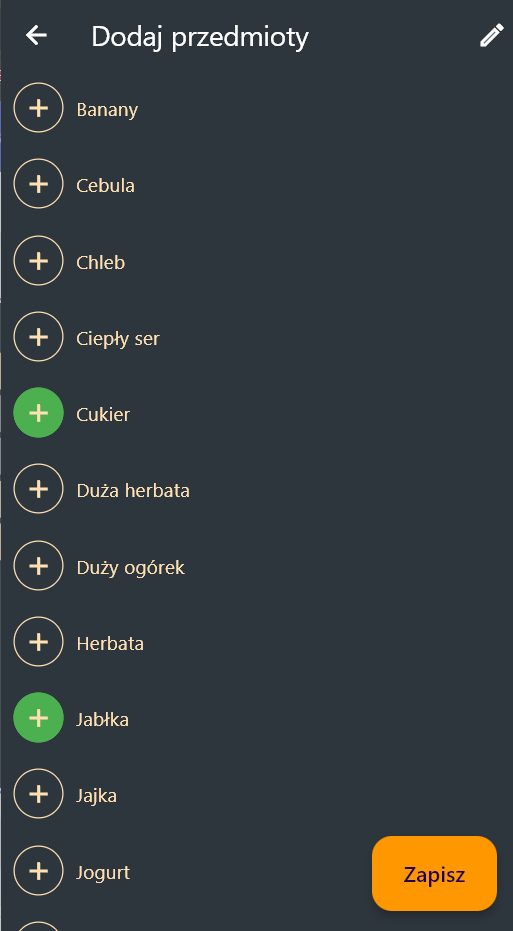 Dodaj przedmioty
Banany
Cebula
Chleb
Ciepły ser
Cukier
Duża herbata
Duży ogórek
Herbata
Jabłka
Jajka
Jogurt
Zapisz